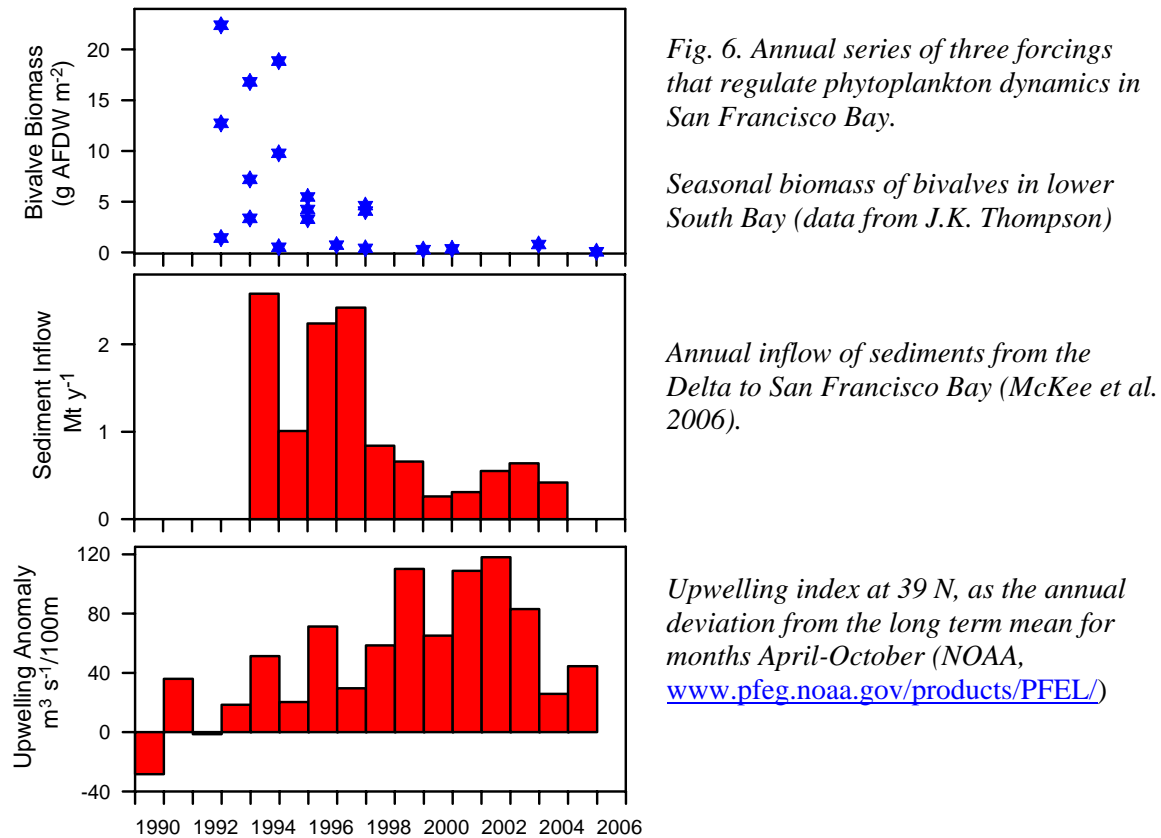 20
15
10
5
0
Bivalve Biomass
(g AFDW m-2)
Fig. 6. Annual series of three forcings
that regulate phytoplankton dynamics in
San Francisco Bay.
Seasonal biomass of bivalves in lower
South Bay (data from J.K. Thompson)
2
1
0
Sediment Inflow
Mt y-1
Annual inflow of sediments from the
Delta to San Francisco Bay (McKee et al.
2006).
120
80
40
0
-40
Upwelling Anomaly
m3 s-1/100m
Upwelling index at 39 N, as the annual
deviation from the long term mean for
months April-October (NOAA,
www.pfeg.noaa.gov/products/PFEL/)
1990 1992 1994 1996 1998 2000 2002 2004 2006